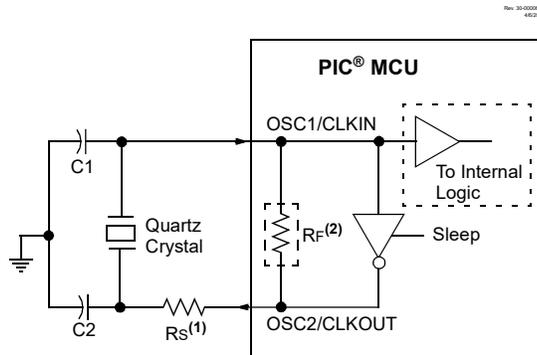 PIC® MCU
OSC1/CLKIN
C1
To Internal
Logic
Quartz
Crystal
RF(2)
Sleep
C2
RS(1)
OSC2/CLKOUT